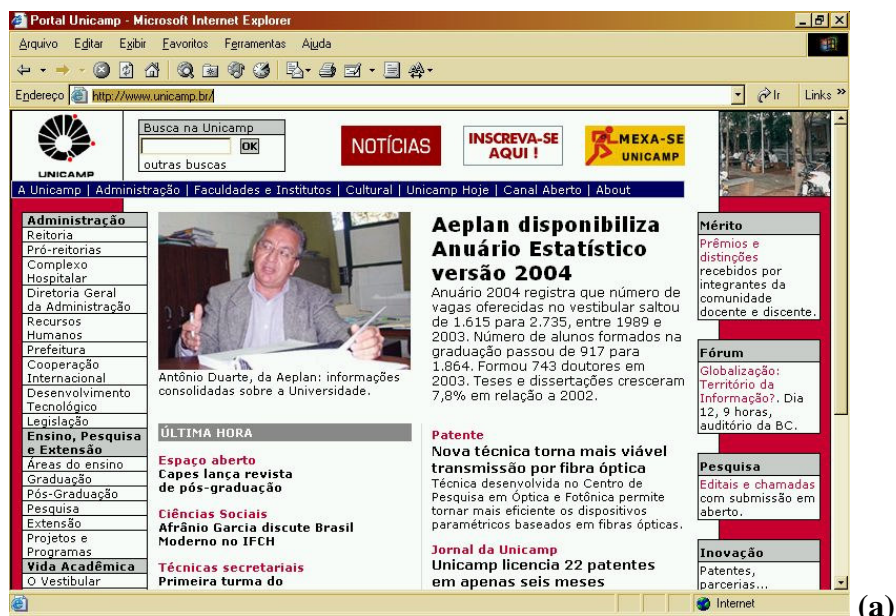 Portal Unicamp - Microsoft Internet Explorer
Arquivo Editar Exibir Favoritos Ferramentas Ajuda
Endereço http://www.unicamp.br/ Ir Links »
UNICAMP
Busca na Unicamp
OK
outras buscas
NOTÍCIAS
INSCREVA-SE
AQUI !
MEXA-SE
UNICAMP
A Unicamp | Administração | Faculdades e Institutos | Cultural | Unicamp Hoje | Canal Aberto | About
Administração
Reitoria
Pró-reitorias
Complexo
Hospitalar
Diretoria Geral
da Administração
Recursos
Humanos
Prefeitura
Cooperação
Internacional
Desenvolvimento
Tecnológico
Legislação
Ensino, Pesquisa
e Extensão
Áreas do ensino
Graduação
Pós-Graduação
Pesquisa
Extensão
Projetos e
Programas
Vida Acadêmica
O Vestibular
Antônio Duarte, da Aeplan: informações
consolidadas sobre a Universidade.
ÚLTIMA HORA
Espaço aberto
Capes lança revista
de pós-graduação
Ciências Sociais
Afrânio Garcia discute Brasil
Moderno no IFCH
Técnicas secretariais
Primeira turma do
Aeplan disponibiliza
Anuário Estatístico
versão 2004
Anuário 2004 registra que número de
vagas oferecidas no vestibular saltou
de 1.615 para 2.735, entre 1989 e
2003. Número de alunos formados na
graduação passou de 917 para
1.864. Formou 743 doutores em
2003. Teses e dissertações cresceram
7,8% em relação a 2002.
Patente
Nova técnica torna mais viável
transmissão por fibra óptica
Técnica desenvolvida no Centro de
Pesquisa em Óptica e Fotônica permite
tornar mais eficiente os dispositivos
paramétricos baseados em fibras ópticas.
Jornal da Unicamp
Unicamp licencia 22 patentes
em apenas seis meses
Mérito
Prêmios e
distinções
recebidos por
integrantes da
comunidade
docente e discente.
Fórum
Globalização:
Território da
Informação?. Dia
12, 9 horas,
auditório da BC.
Pesquisa
Editais e chamadas
com submissão em
aberto.
Inovação
Patentes,
parcerias...
Internet
(a)